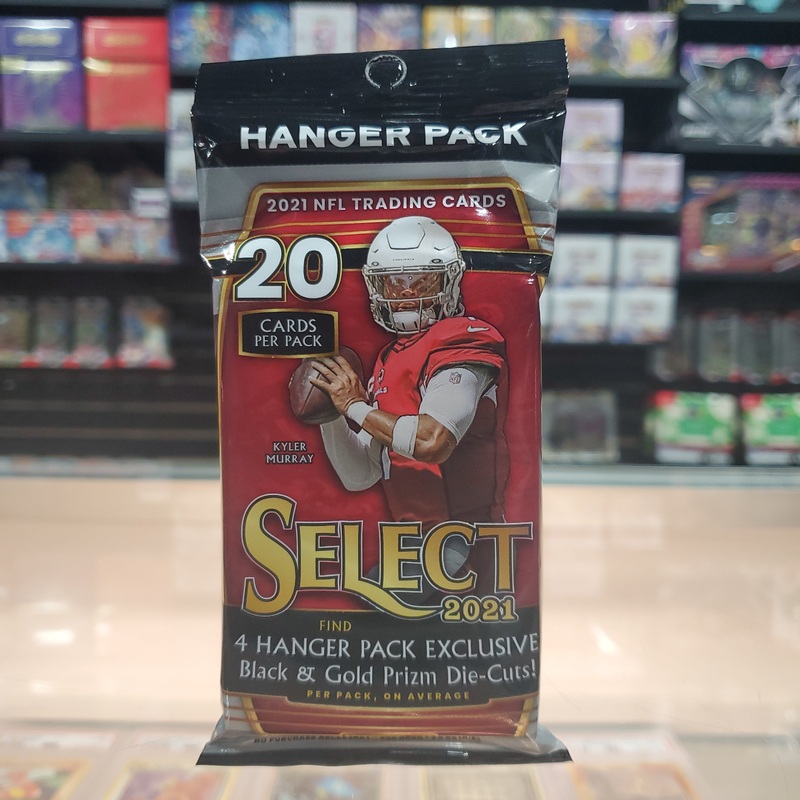 HANGER PACK
2021 NFL TRADING CARDS
20
CARDS
PER PACK
KYLER
MURRAY
SELECT
2021
FIND
4 HANGER PACK EXCLUSIVE
Black & Gold Prizm Die-Cuts!
PER PACK, ON AVERAGE